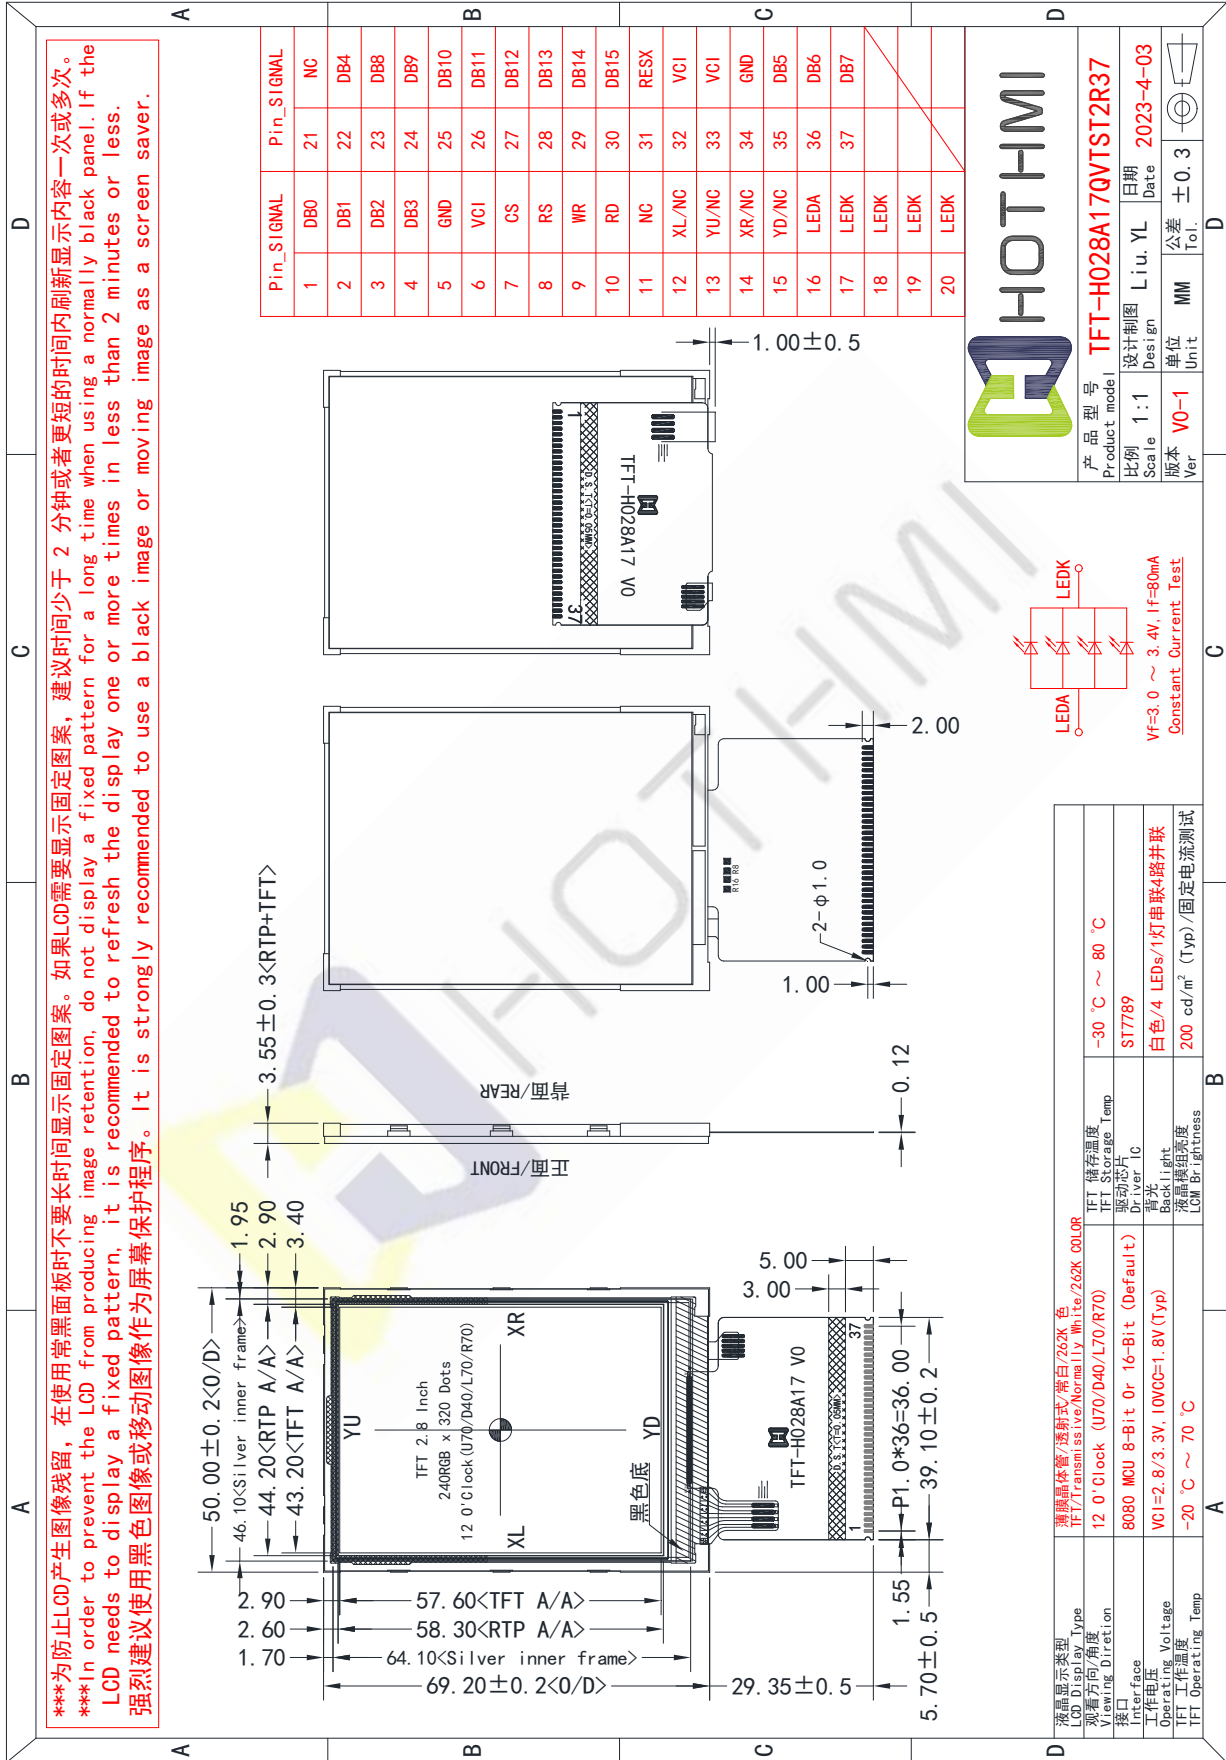 ***为防止LCD产生图像残留，在使用常黑面板时不要长时间显示固定图案。如果LCD需要显示固定图案，建议时间少于 2 分钟或者更短的时间内刷新显示内容一次或多次。
***In order to prevent the LCD from producing image retention, do not display a fixed pattern for a long time when using a normally black panel. If the
LCD needs to display a fixed pattern, it is recommended to refresh the display one or more times in less than 2 minutes or less.
强烈建议使用黑色图像或移动图像作为屏幕保护程序。It is strongly recommended to use a black image or moving image as a screen saver.
A
B
C
D
A
B
C
D
A
B
C
D
A
B
C
D
Pin_SIGNAL Pin_SIGNAL
1 DB0 21 NC
2 DB1 22 DB4
3 DB2 23 DB8
4 DB3 24 DB9
5 GND 25 DB10
6 VCI 26 DB11
7 CS 27 DB12
8 RS 28 DB13
9 WR 29 DB14
10 RD 30 DB15
11 NC 31 RESX
12 XL/NC 32 VCI
13 YU/NC 33 VCI
14 XR/NC 34 GND
15 YD/NC 35 DB5
16 LEDA 36 DB6
17 LEDK 37 DB7
18 LEDK
19 LEDK
20 LEDK
50.00±0.2<O/D>
46.10<Silver inner frame>
44.20<RTP A/A>
43.20<TFT A/A>
1.95
2.90
3.40
2.90
2.60
1.70
57.60<TFT A/A>
58.30<RTP A/A>
64.10<Silver inner frame>
69.20±0.2<O/D>
29.35±0.5
YU
XR
XL
YD
TFT 2.8 Inch
240RGB x 320 Dots
12 O'Clock(U70/D40/L70/R70)
黑色底
TFT-H028A17 V0
D.S.T<T=0.05MM>
1
37
5.00
3.00
P1.0*36=36.00
39.10±0.2
1.55
5.70±0.5
3.55±0.3<RTP+TFT>
正面/FRONT
背面/REAR
0.12
R16 R8
2-φ1.0
1.00
2.00
1
37
D.S.T<T=0.05MM>
TFT-H028A17 V0
1.00±0.5
HOTHMI
LEDA
LEDK
Vf=3.0 ～ 3.4V, If=80mA
Constant Current Test
液晶显示类型
LCD Display Type
薄膜晶体管/透射式/常白/262K 色
TFT/Transmissive/Normally White/262K COLOR
观看方向/角度
Viewing Diretion
12 O'Clock (U70/D40/L70/R70)
TFT 储存温度
TFT Storage Temp
-30 ℃ ～ 80 ℃
接口
Interface
8080 MCU 8-Bit Or 16-Bit (Default)
驱动芯片
Driver IC
ST7789
工作电压
Operating Voltage
VCI=2.8/3.3V, IOVCC=1.8V(Typ)
背光
Backlight
白色/4 LEDs/1灯串联4路并联
TFT 工作温度
TFT Operating Temp
-20 ℃ ～ 70 ℃
液晶模组亮度
LCM Brightness
200 cd/m² (Typ)/固定电流测试
HOTHMI
产 品 型 号
Product model
TFT-H028A17QVTST2R37
比例
Scale
1:1
设计制图
Design
Liu. YL
日期
Date
2023-4-03
版本
Ver
V0-1
单位
Unit
MM
公差
Tol.
±0.3